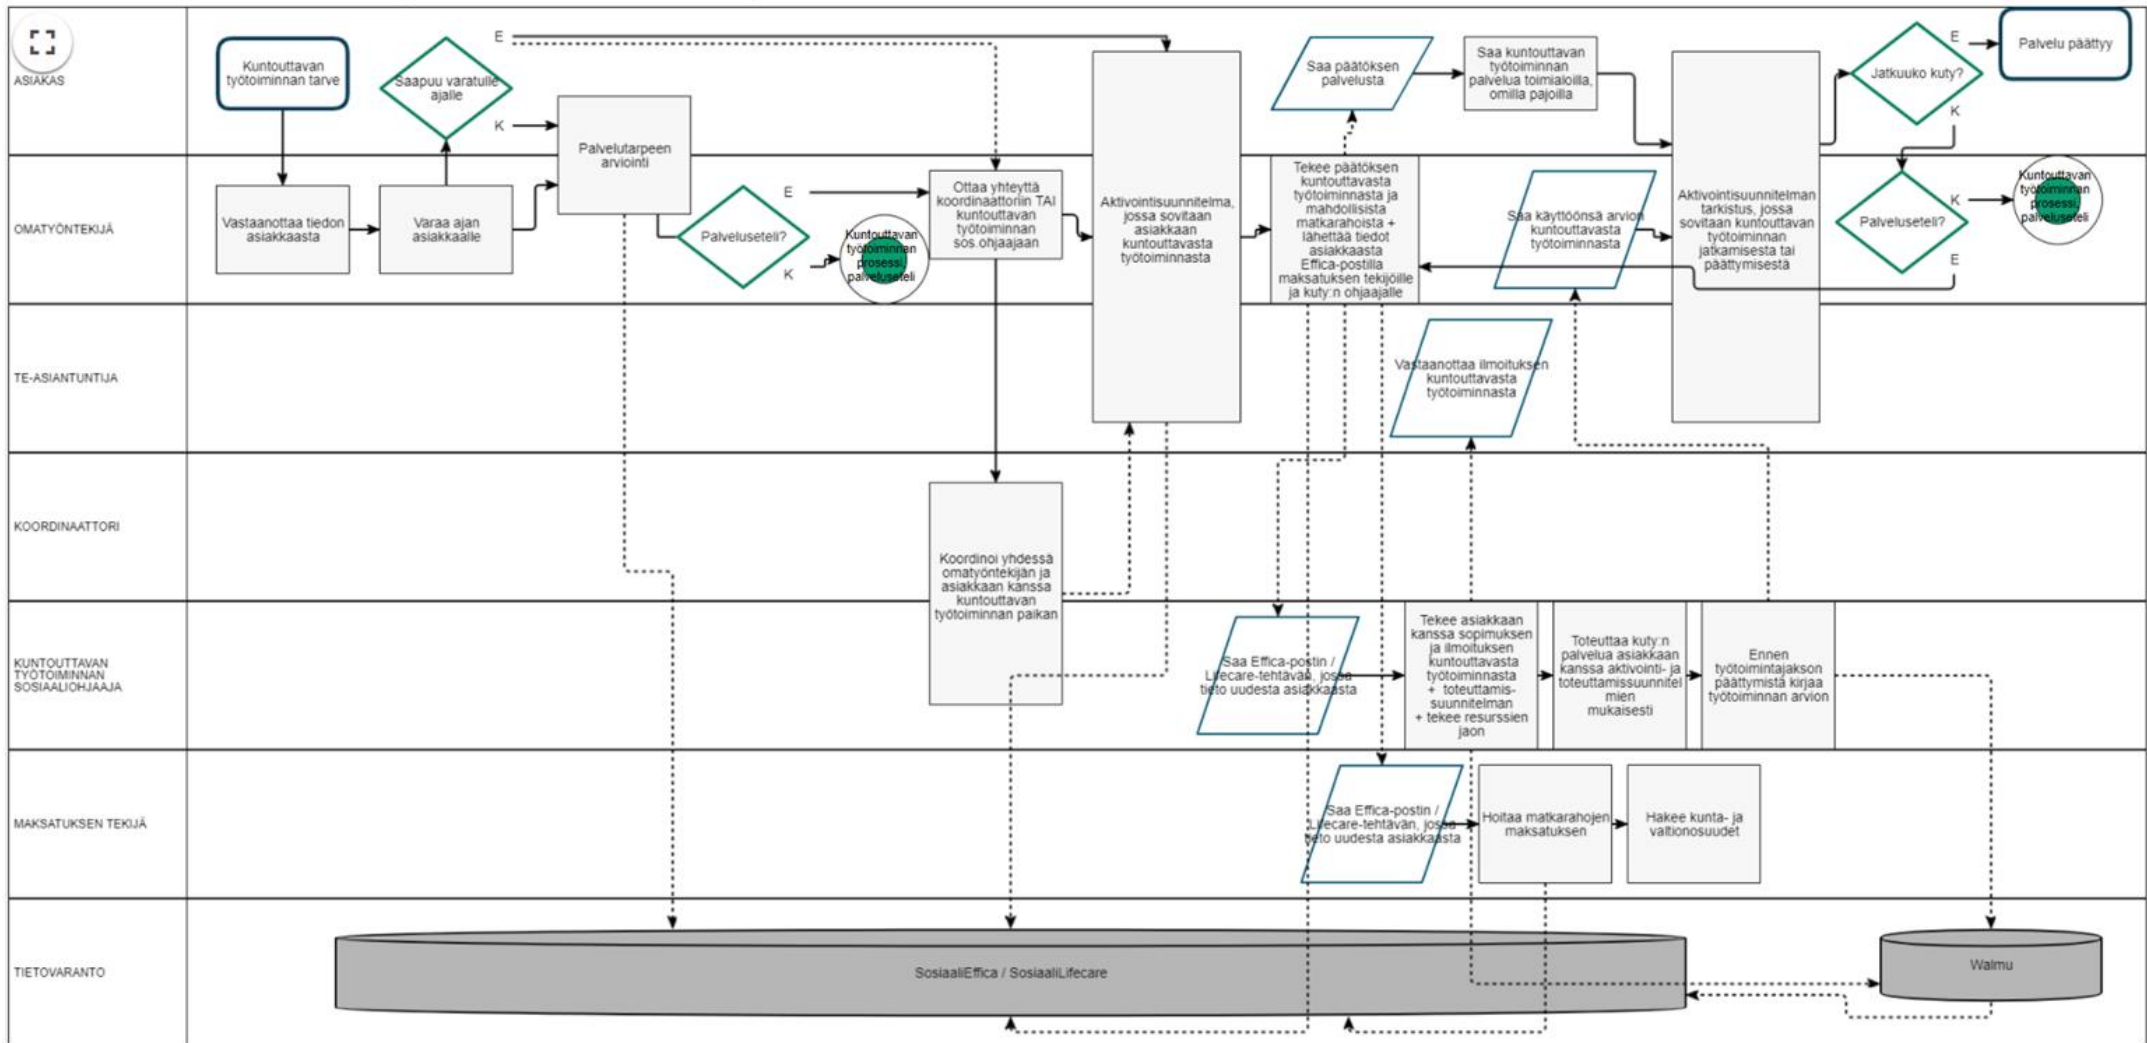 ASIAKAS
Kuntouttavan
työtoiminnan tarve
Saapuu varatulle
ajalle
E
K
Palvelutarpeen
arviointi
Saa päätöksen
palvelusta
Saa kuntouttavan
työtoiminnan
palvelua toimialoilla,
omilla pajoilla
Jatkuuko kuty?
E
K
Palvelu päättyy
OMATYÖNTEKIJÄ
Vastaanottaa tiedon
asiakkaasta
Varaa ajan
asiakkaalle
Palveluseteli?
E
K
Kuntouttavan
työtoiminnan
prosessi,
palveluseteli
Ottaa yhteyttä
koordinaattoriin TAI
kuntouttavan
työtoiminnan
sos.ohjaajaan
Aktivointisuunnitelma,
jossa sovitaan
asiakkaan
kuntouttavasta
työtoiminnasta
Tekee päätöksen
kuntouttavasta
työtoiminnasta ja
mahdollisista
matkarahoista +
lähettää tiedot
asiakkaasta
Effica-postilla
maksatuksen tekijöille
ja kuty:n ohjaajalle
Saa käyttöönsä arvion
kuntouttavasta
työtoiminnasta
Aktivointisuunnitelman
tarkistus, jossa
sovitaan kuntouttavan
työtoiminnan
jatkamisesta tai
päättymisestä
Palveluseteli?
K
E
Kuntouttavan
työtoiminnan
prosessi,
palveluseteli
TE-ASIANTUNTIJA
Vastaanottaa ilmoituksen
kuntouttavasta
työtoiminnasta
KOORDINAATTORI
Koordinoi yhdessä
omatyöntekijän ja
asiakkaan kanssa
kuntouttavan
työtoiminnan paikan
KUNTOUTTAVAN
TYÖTOIMINNAN
SOSIAALIOHJAAJA
Saa Effica-postin /
Lifecare-tehtävän, jossa
tieto uudesta asiakkaasta
Tekee asiakkaan
kanssa sopimuksen
ja ilmoituksen
kuntouttavasta
työtoiminnasta
+ toteuttamis-
suunnitelman
+ tekee resurssien
jaon
Toteuttaa kuty:n
palvelua asiakkaan
kanssa aktivointi- ja
toteuttamissuunnitel
mien
mukaisesti
Ennen
työtoimintajakson
päättymistä kirjaa
työtoiminnan arvion
MAKSATUKSEN TEKIJÄ
Saa Effica-postin /
Lifecare-tehtävän, jossa
tieto uudesta asiakkaasta
Hoitaa matkarahojen
maksatuksen
Hakee kunta- ja
valtionosuudet
TIETOVARANTO
SosiaaliEffica / SosiaaliLifecare
Walmu